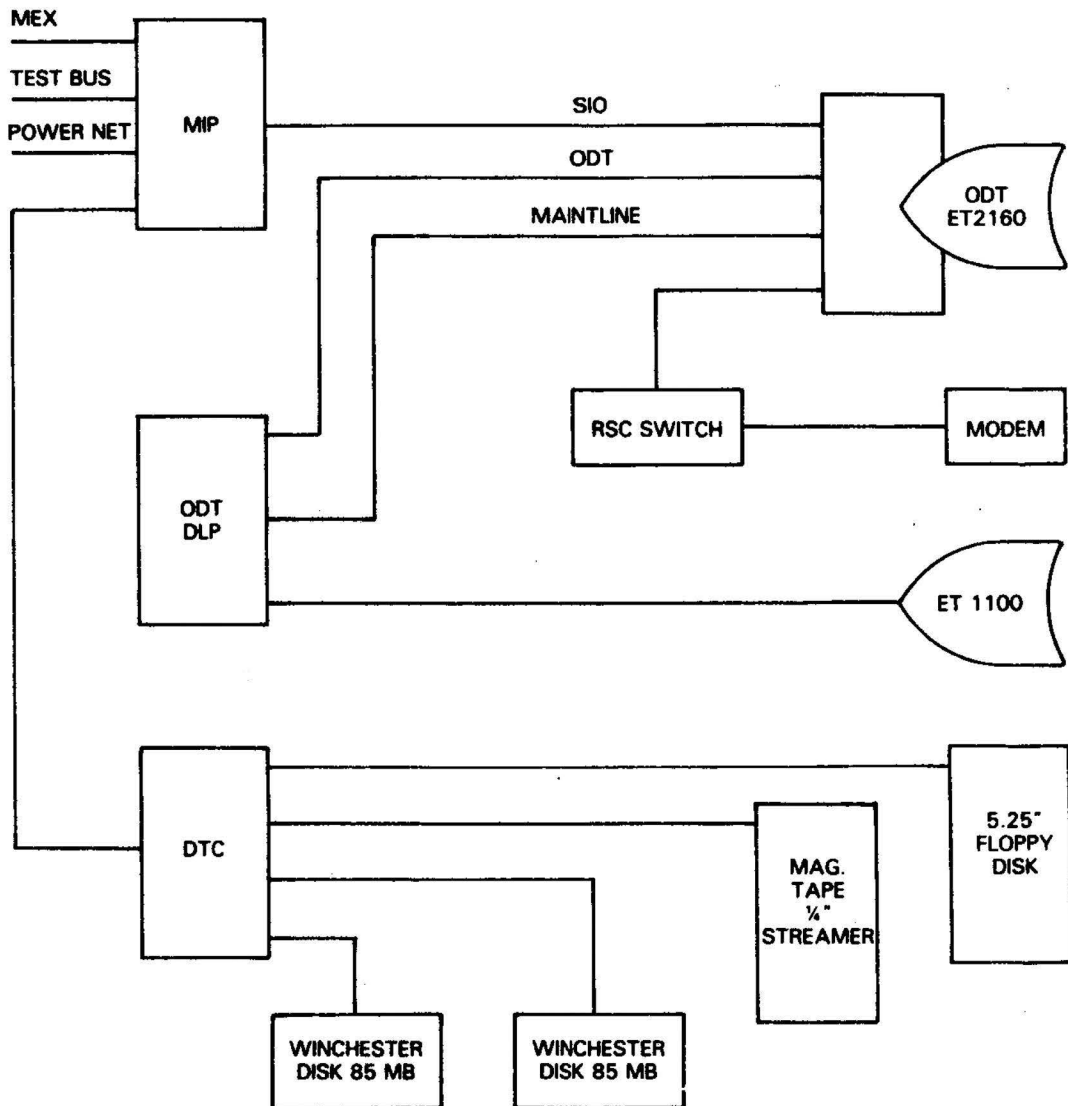 MEX
TEST BUS
POWER NET
MIP
SIO
ODT
MAINTLINE
ODT
ET2160
RSC SWITCH
MODEM
ODT
DLP
ET 1100
DTC
5.25"
FLOPPY
DISK
MAG.
TAPE
¼"
STREAMER
WINCHESTER
DISK 85 MB
WINCHESTER
DISK 85 MB